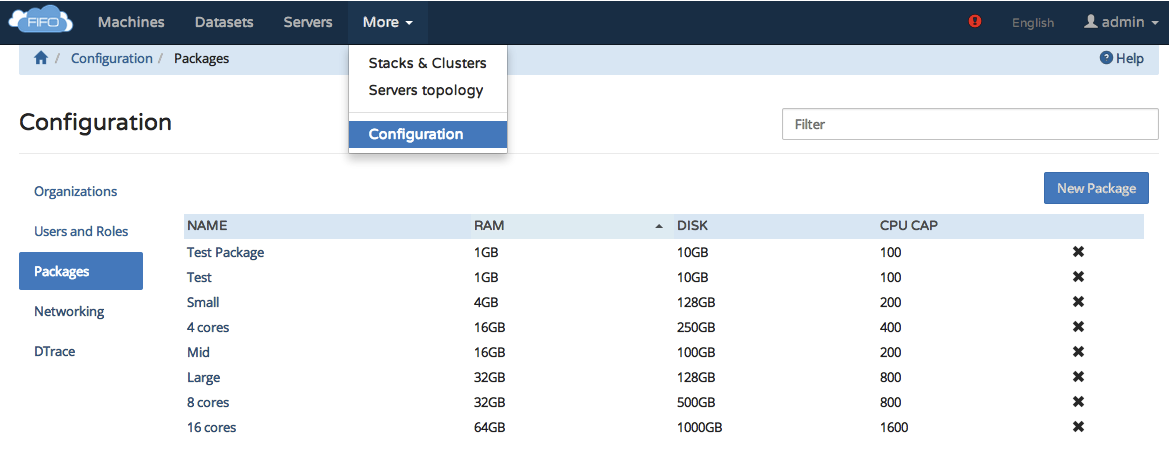 FIFO Machines Datasets Servers More English admin
/ Configuration / Packages ? Help
Stacks & Clusters
Servers topology
Configuration
Configuration
Filter
New Package
Organizations
Users and Roles
Packages
Networking
DTrace
NAME RAM DISK CPU CAP
Test Package 1GB 10GB 100
Test 1GB 10GB 100
Small 4GB 128GB 200
4 cores 16GB 250GB 400
Mid 16GB 100GB 200
Large 32GB 128GB 800
8 cores 32GB 500GB 800
16 cores 64GB 1000GB 1600